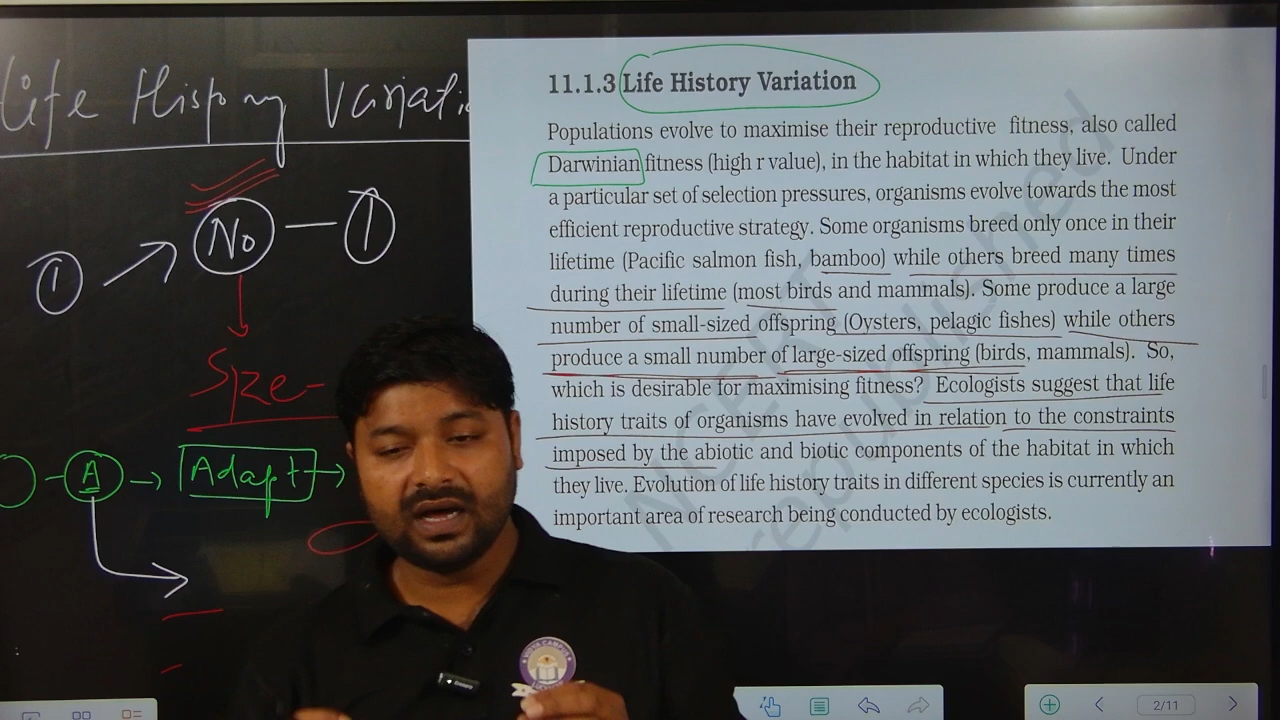 Life History Variati
① → No — ①
Size-
A → Adapt →
11.1.3 Life History Variation
Populations evolve to maximise their reproductive fitness, also called
Darwinian fitness (high r value), in the habitat in which they live. Under
a particular set of selection pressures, organisms evolve towards the most
efficient reproductive strategy. Some organisms breed only once in their
lifetime (Pacific salmon fish, bamboo) while others breed many times
during their lifetime (most birds and mammals). Some produce a large
number of small-sized offspring (Oysters, pelagic fishes) while others
produce a small number of large-sized offspring (birds, mammals). So,
which is desirable for maximising fitness? Ecologists suggest that life
history traits of organisms have evolved in relation to the constraints
imposed by the abiotic and biotic components of the habitat in which
they live. Evolution of life history traits in different species is currently an
important area of research being conducted by ecologists.
NCERT
republished
2/11